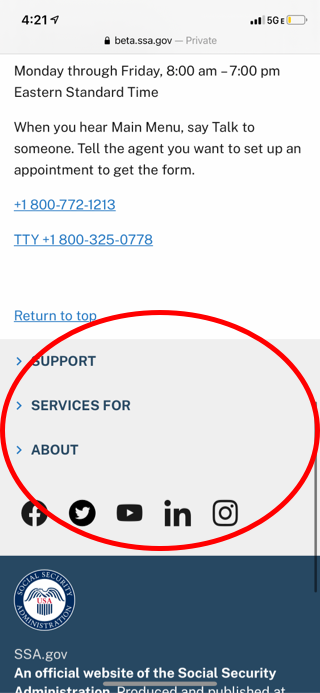 4:21 5G E
beta.ssa.gov — Private
Monday through Friday, 8:00 am – 7:00 pm
Eastern Standard Time
When you hear Main Menu, say Talk to
someone. Tell the agent you want to set up an
appointment to get the form.
+1 800-772-1213
TTY +1 800-325-0778
Return to top
SUPPORT
SERVICES FOR
ABOUT
SOCIAL SECURITY
USA
ADMINISTRATION
SSA.gov
An official website of the Social Security
Administration. Produced and published at